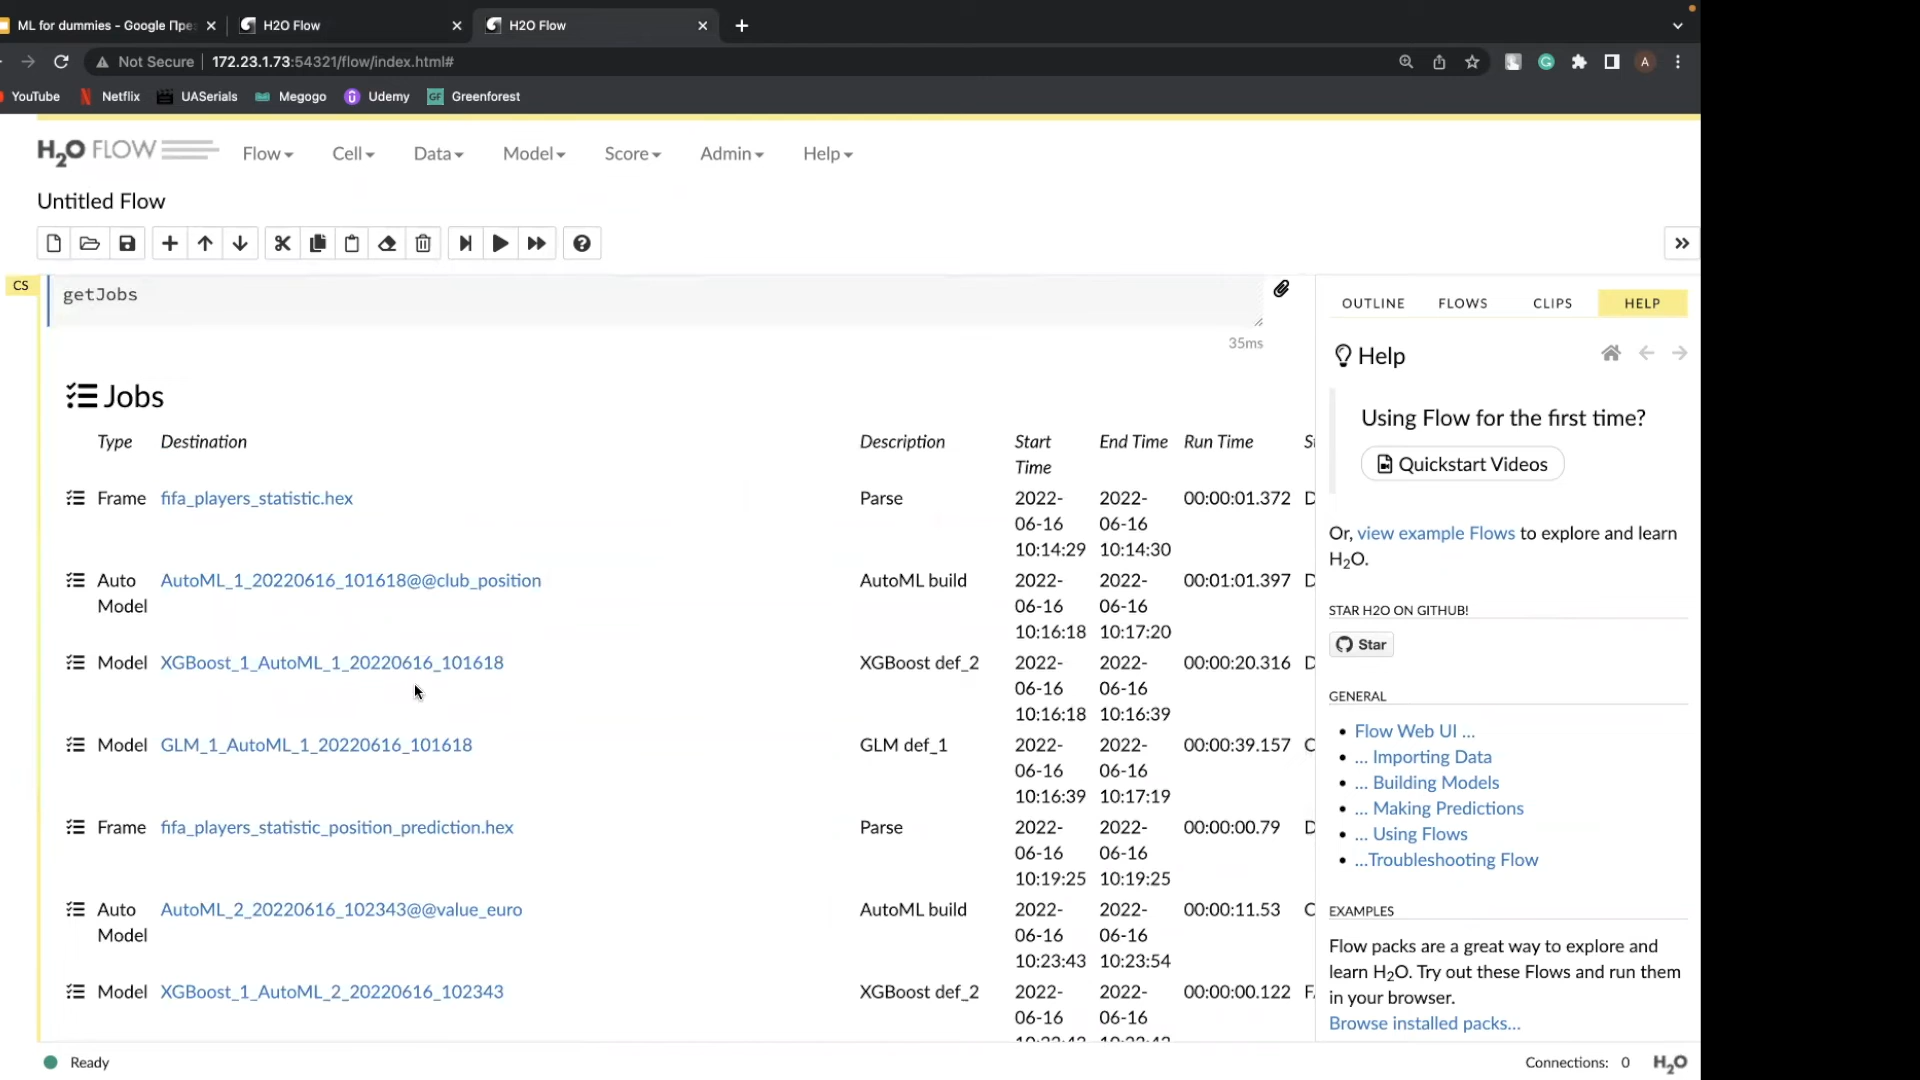 ML for dummies - Google Пре
H2O Flow
H2O Flow
Not Secure
172.23.1.73:54321/flow/index.html#
A
YouTube
Netflix
UASerials
Megogo
Udemy
GF Greenforest
H2O FLOW
Flow
Cell
Data
Model
Score
Admin
Help
Untitled Flow
CS
getJobs
35ms
Jobs
Type Destination Description Start Time End Time Run Time
Frame fifa_players_statistic.hex Parse 2022-06-16 10:14:29 2022-06-16 10:14:30 00:00:01.372 D
Auto Model AutoML_1_20220616_101618@@club_position AutoML build 2022-06-16 10:16:18 2022-06-16 10:17:20 00:01:01.397 D
Model XGBoost_1_AutoML_1_20220616_101618 XGBoost def_2 2022-06-16 10:16:18 2022-06-16 10:16:39 00:00:20.316 D
Model GLM_1_AutoML_1_20220616_101618 GLM def_1 2022-06-16 10:16:39 2022-06-16 10:17:19 00:00:39.157 C
Frame fifa_players_statistic_position_prediction.hex Parse 2022-06-16 10:19:25 2022-06-16 10:19:25 00:00:00.79 D
Auto Model AutoML_2_20220616_102343@@value_euro AutoML build 2022-06-16 10:23:43 2022-06-16 10:23:54 00:00:11.53 C
Model XGBoost_1_AutoML_2_20220616_102343 XGBoost def_2 2022-06-16 2022-06-16 00:00:00.122 F
OUTLINE
FLOWS
CLIPS
HELP
Help
Using Flow for the first time?
Quickstart Videos
Or, view example Flows to explore and learn
H2O.
STAR H2O ON GITHUB!
Star
GENERAL
• Flow Web UI ...
• ... Importing Data
• ... Building Models
• ... Making Predictions
• ... Using Flows
• ...Troubleshooting Flow
EXAMPLES
Flow packs are a great way to explore and
learn H2O. Try out these Flows and run them
in your browser.
Browse installed packs...
Ready
Connections: 0
H2O